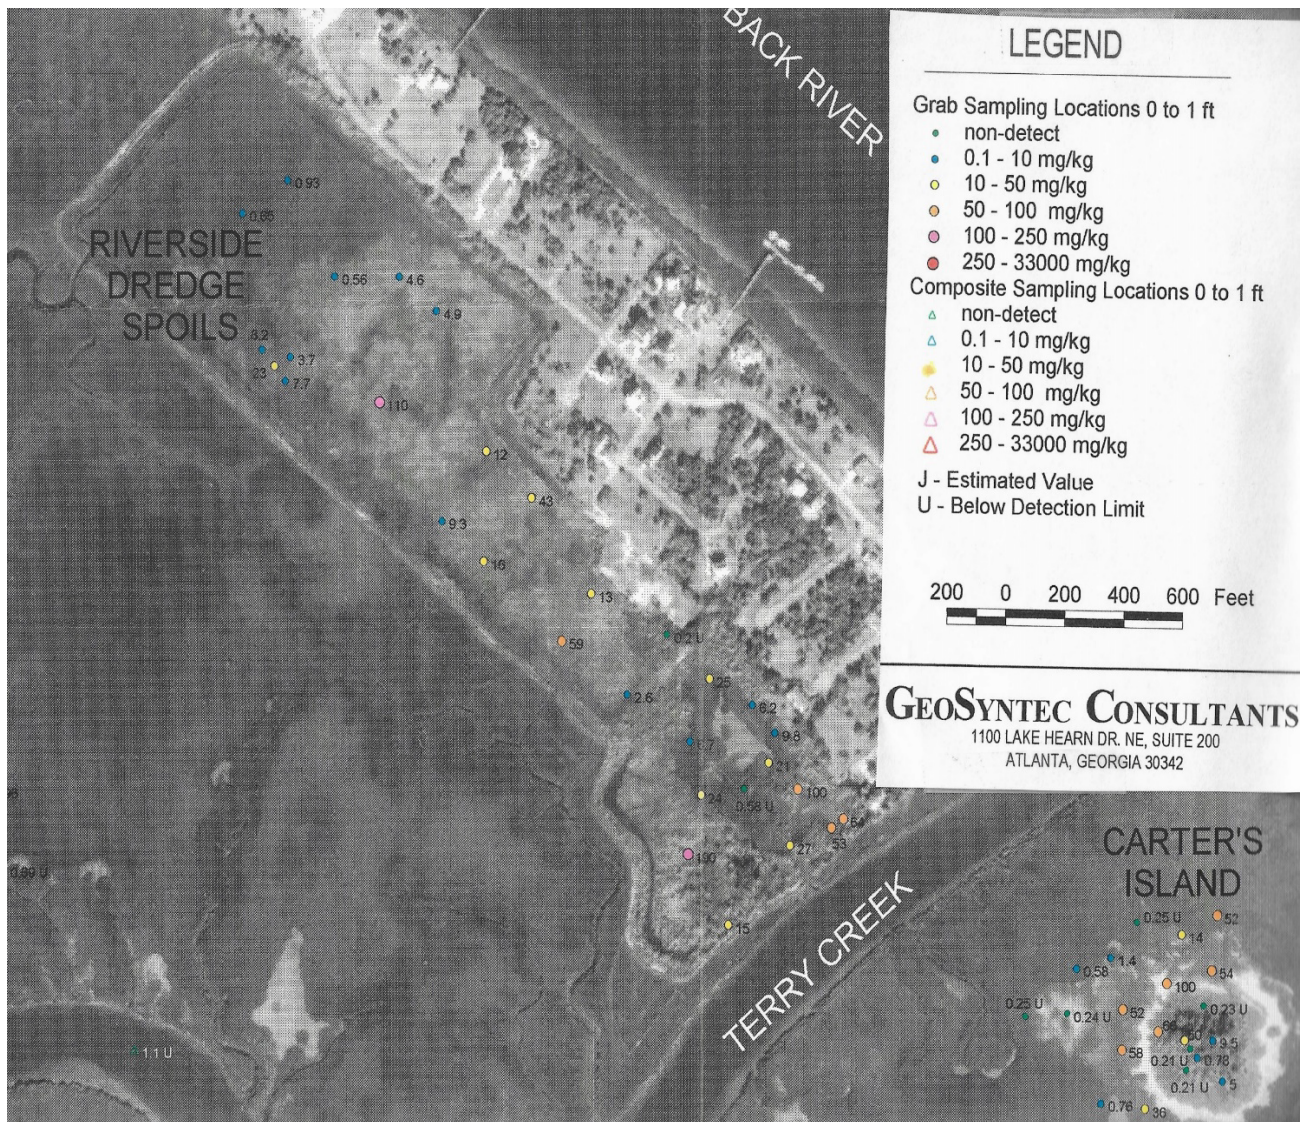 BACK RIVER
LEGEND
Grab Sampling Locations 0 to 1 ft
non-detect
0.1 - 10 mg/kg
10 - 50 mg/kg
50 - 100 mg/kg
100 - 250 mg/kg
250 - 33000 mg/kg
Composite Sampling Locations 0 to 1 ft
non-detect
0.1 - 10 mg/kg
10 - 50 mg/kg
50 - 100 mg/kg
100 - 250 mg/kg
250 - 33000 mg/kg
J - Estimated Value
U - Below Detection Limit
200 0 200 400 600 Feet
GEOSYNTEC CONSULTANTS
1100 LAKE HEARN DR. NE, SUITE 200
ATLANTA, GEORGIA 30342
RIVERSIDE
DREDGE
SPOILS
0.93
0.56
4.6
4.9
3.7
23
7.7
110
12
43
9.3
13
59
0.2 U
25
2.6
6.2
9.8
21
24
0.58 U
100
53
27
15
TERRY CREEK
CARTER'S
ISLAND
0.25 U
52
14
1.4
0.58
54
100
0.25 U
0.24 U
52
0.23 U
9.5
58
0.21 U
0.78
0.21 U
5
0.76
36
1.1 U